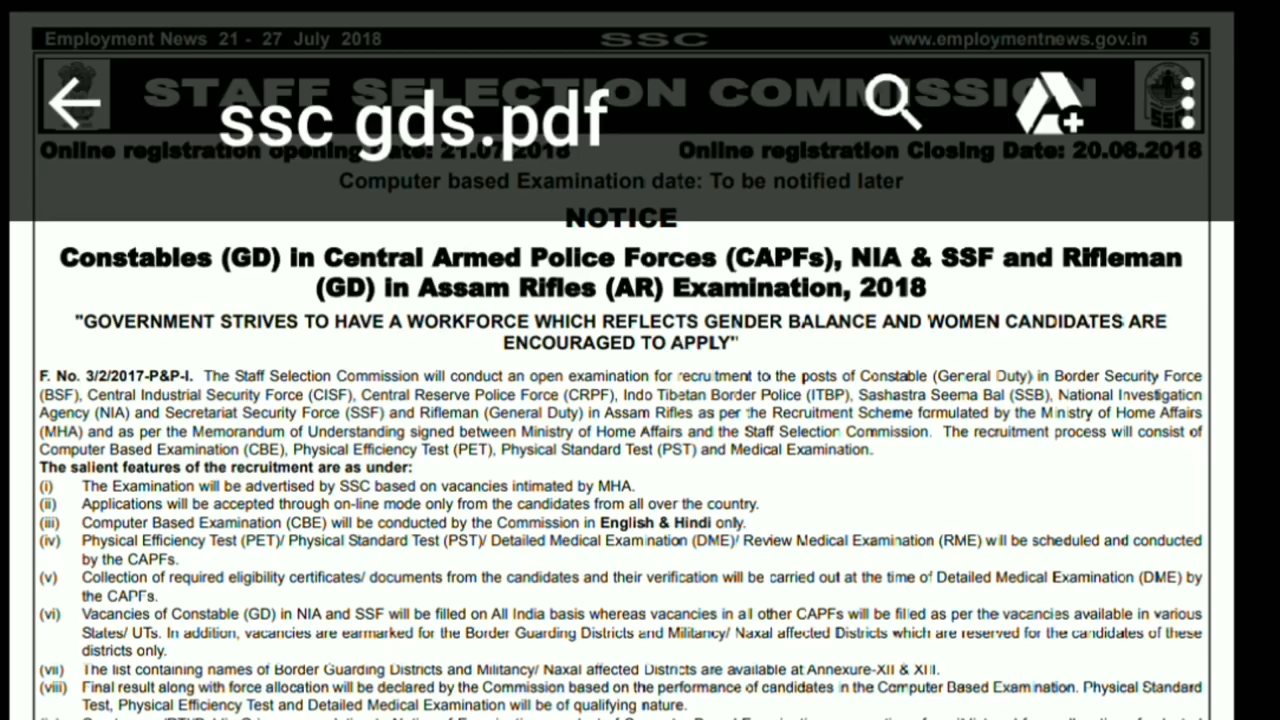 Employment News 21 - 27 July 2018 SSC www.employmentnews.gov.in 5
STAFF SELECTION COMMISSION
ssc gds.pdf
Online registration opening Date: 21.07.2018 Online registration Closing Date: 20.08.2018
Computer based Examination date: To be notified later
NOTICE
Constables (GD) in Central Armed Police Forces (CAPFs), NIA & SSF and Rifleman
(GD) in Assam Rifles (AR) Examination, 2018
"GOVERNMENT STRIVES TO HAVE A WORKFORCE WHICH REFLECTS GENDER BALANCE AND WOMEN CANDIDATES ARE
ENCOURAGED TO APPLY"
F. No. 3/2/2017-P&P-I. The Staff Selection Commission will conduct an open examination for recruitment to the posts of Constable (General Duty) in Border Security Force
(BSF), Central Industrial Security Force (CISF), Central Reserve Police Force (CRPF), Indo Tibetan Border Police (ITBP), Sashastra Seema Bal (SSB), National Investigation
Agency (NIA) and Secretariat Security Force (SSF) and Rifleman (General Duty) in Assam Rifles as per the Recruitment Scheme formulated by the Ministry of Home Affairs
(MHA) and as per the Memorandum of Understanding signed between Ministry of Home Affairs and the Staff Selection Commission. The recruitment process will consist of
Computer Based Examination (CBE), Physical Efficiency Test (PET), Physical Standard Test (PST) and Medical Examination.
The salient features of the recruitment are as under:
(i) The Examination will be advertised by SSC based on vacancies intimated by MHA.
(ii) Applications will be accepted through on-line mode only from the candidates from all over the country.
(iii) Computer Based Examination (CBE) will be conducted by the Commission in English & Hindi only.
(iv) Physical Efficiency Test (PET)/ Physical Standard Test (PST)/ Detailed Medical Examination (DME)/ Review Medical Examination (RME) will be scheduled and conducted
by the CAPFs.
(v) Collection of required eligibility certificates/ documents from the candidates and their verification will be carried out at the time of Detailed Medical Examination (DME) by
the CAPFs.
(vi) Vacancies of Constable (GD) in NIA and SSF will be filled on All India basis whereas vacancies in all other CAPFs will be filled as per the vacancies available in various
States/ UTs. In addition, vacancies are earmarked for the Border Guarding Districts and Militancy/ Naxal affected Districts which are reserved for the candidates of these
districts only.
(vii) The list containing names of Border Guarding Districts and Militancy/ Naxal affected Districts are available at Annexure-XII & XIII.
(viii) Final result along with force allocation will be declared by the Commission based on the performance of candidates in the Computer Based Examination. Physical Standard
Test, Physical Efficiency Test and Detailed Medical Examination will be of qualifying nature.